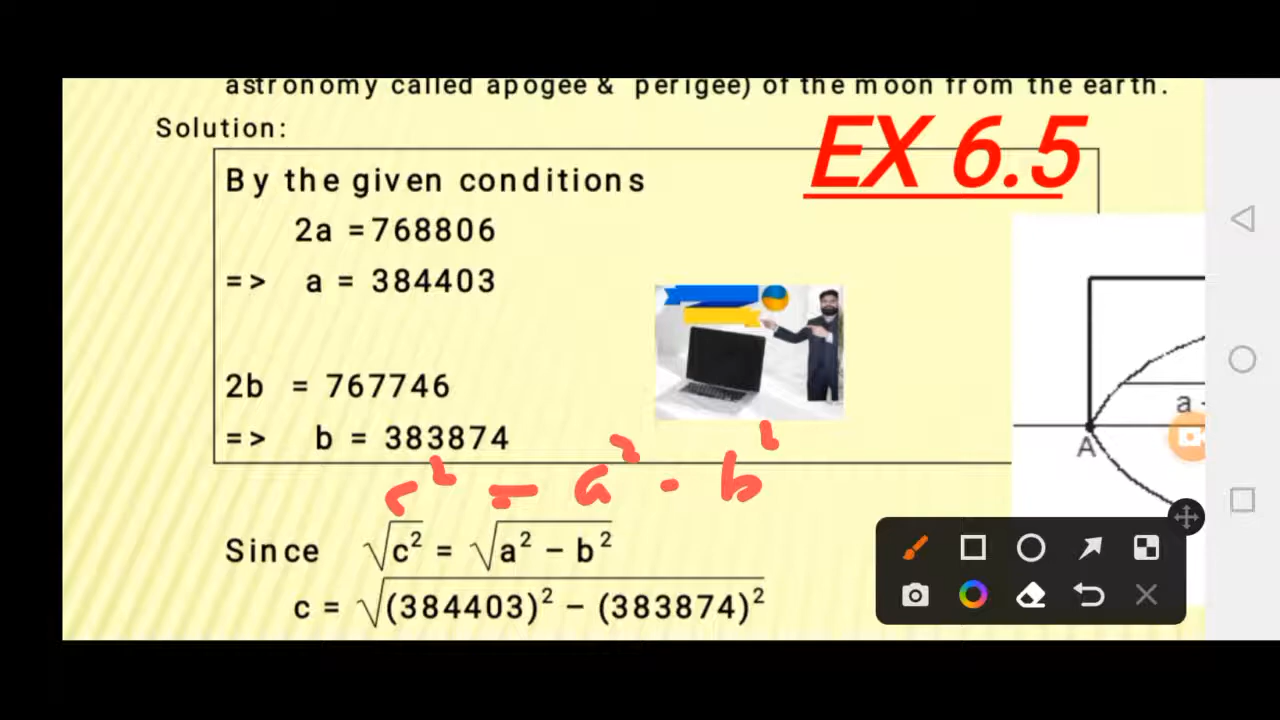 astronomy called apogee & perigee) of the moon from the earth.
Solution:
EX 6.5
By the given conditions
2a =768806
=> a = 384403
2b = 767746
=> b = 383874
c² = a² - b²
Since √c² = √a² – b²
c = √(384403)² – (383874)²
a -
A